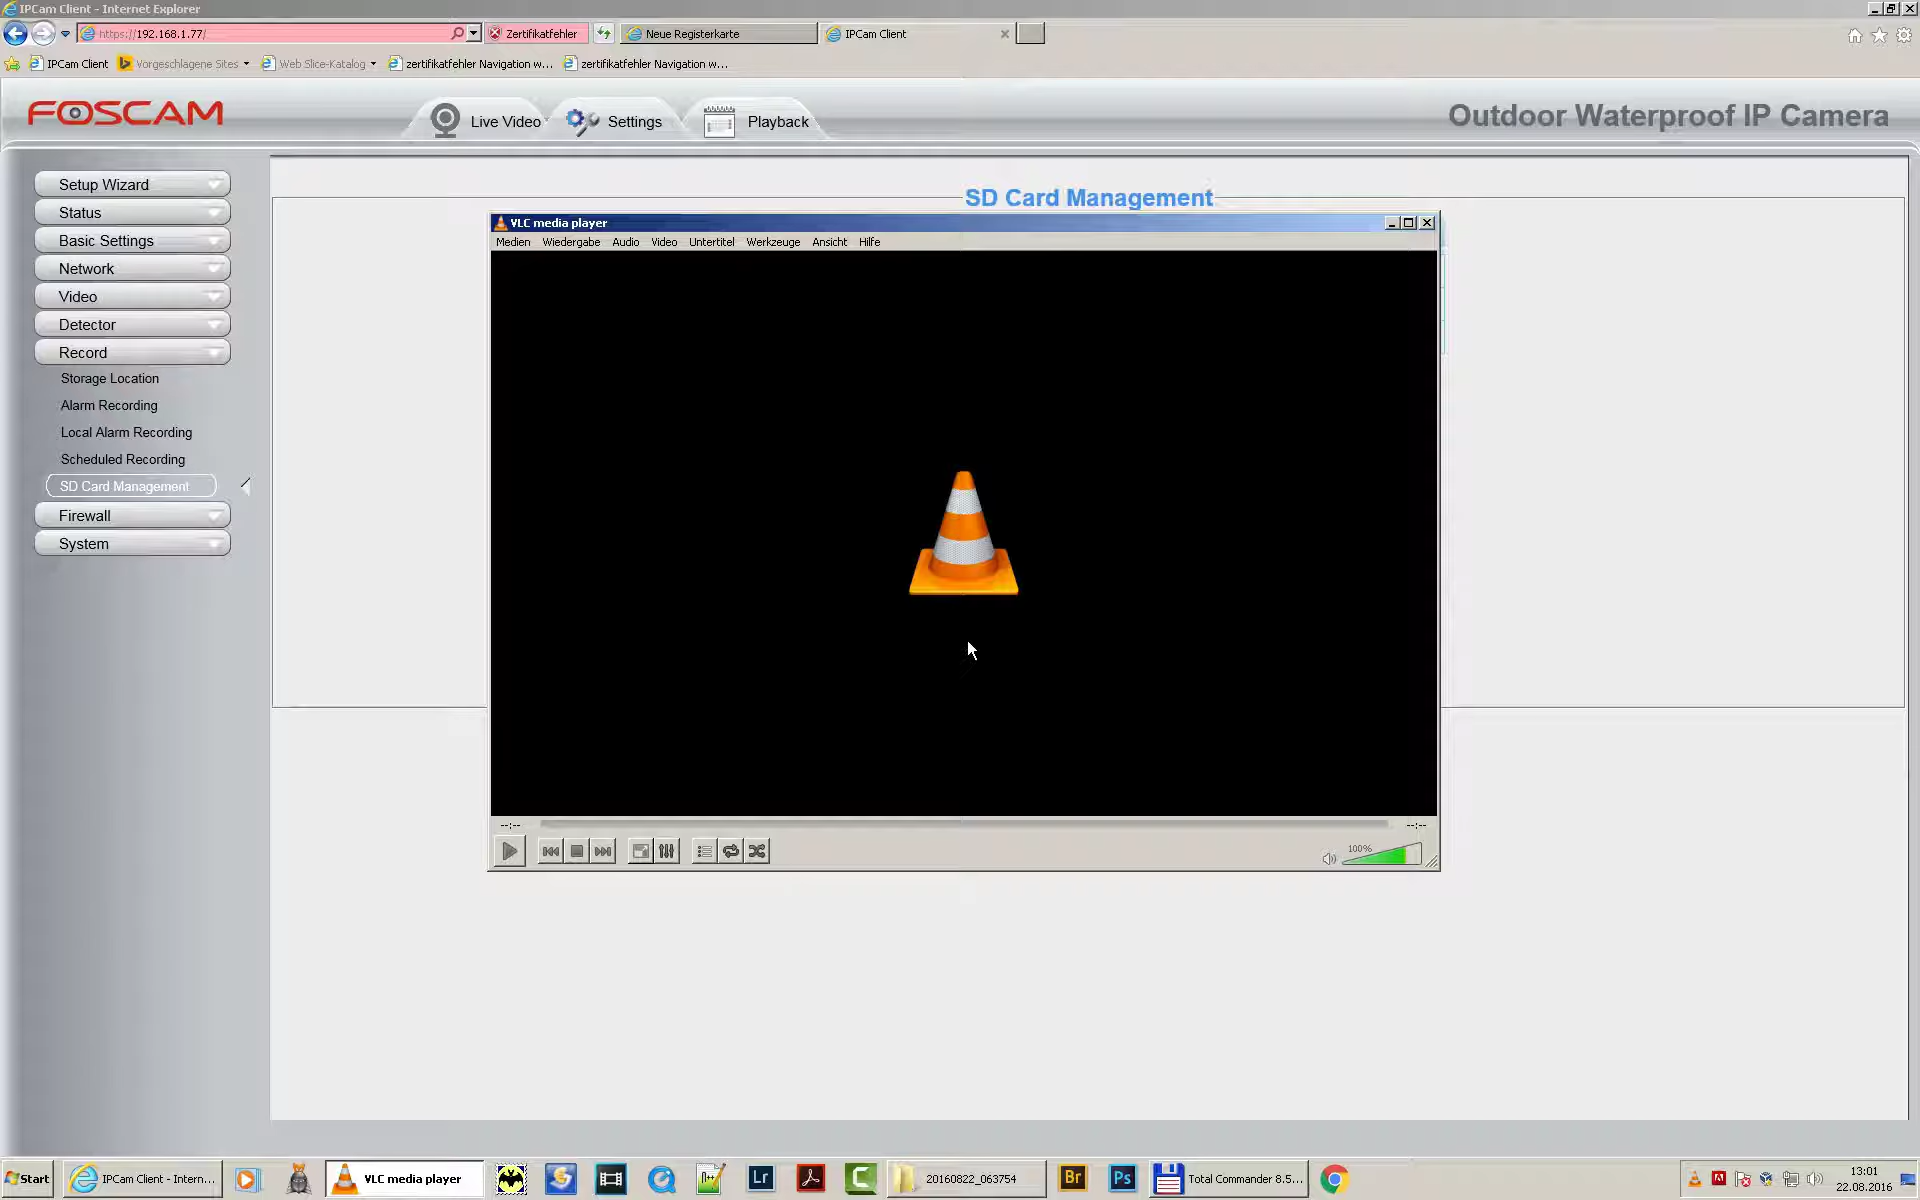 IPCam Client - Internet Explorer
https://192.168.1.77/
Zertifikatfehler
Neue Registerkarte
IPCam Client
IPCam Client
Vorgeschlagene Sites
Web Slice-Katalog
zertifikatfehler Navigation w...
zertifikatfehler Navigation w...
FOSCAM
Live Video
Settings
Playback
Outdoor Waterproof IP Camera
Setup Wizard
Status
Basic Settings
Network
Video
Detector
Record
Storage Location
Alarm Recording
Local Alarm Recording
Scheduled Recording
SD Card Management
Firewall
System
SD Card Management
VLC media player
Medien Wiedergabe Audio Video Untertitel Werkzeuge Ansicht Hilfe
--:--
--:--
100%
Start
IPCam Client - Intern...
VLC media player
Lr
20160822_063754
Br
Ps
Total Commander 8.5...
13:01
22.08.2016